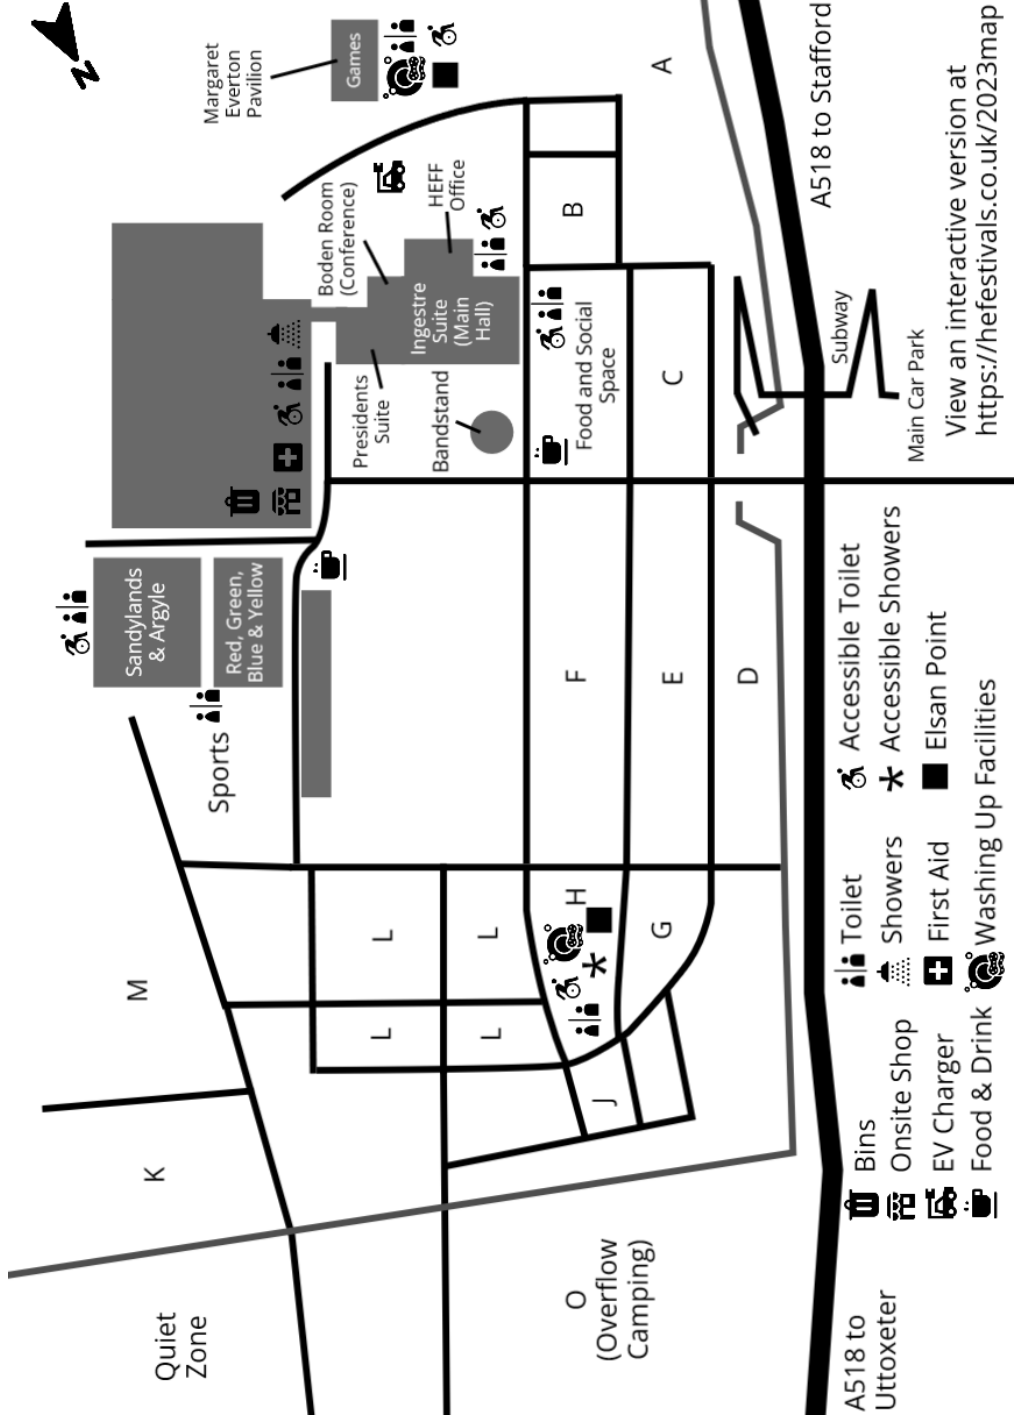 Quiet
Zone
K
M
Sports
Sandylands
& Argyle
Red, Green,
Blue & Yellow
Margaret
Everton
Pavilion
Games
N
Boden Room
(Conference)
HEFF
Office
Presidents
Suite
Ingestre
Suite
(Main
Hall)
Bandstand
L
L
L
L
Food and Social
Space
A
B
C
F
E
D
H
G
J
O
(Overflow
Camping)
Subway
Main Car Park
A518 to Stafford
A518 to
Uttoxeter
View an interactive version at
https://hefestivals.co.uk/2023map
Bins
Onsite Shop
EV Charger
Food & Drink
Toilet
Showers
First Aid
Washing Up Facilities
Accessible Toilet
Accessible Showers
Elsan Point